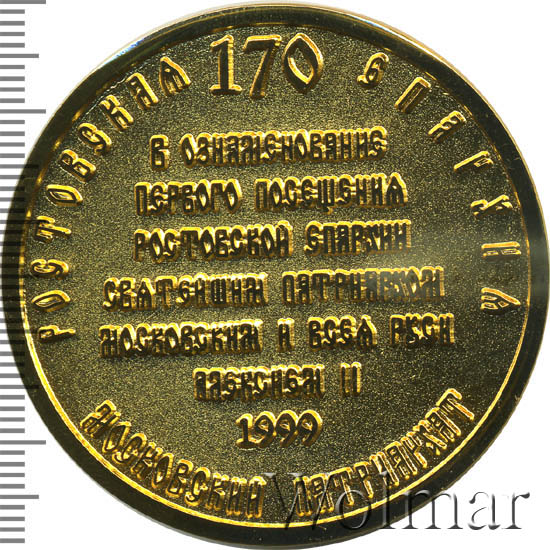 РОСТОВСКАЯ 170 ЕПАРХИЯ
В ОЗНАМЕНОВАНИЕ
ПЕРВОГО ПОСЕЩЕНИЯ
РОСТОВСКОЙ ЕПАРХИИ
СВЯТЕЙШИМ ПАТРИАРХОМ
МОСКОВСКИМ И ВСЕЯ РУСИ
АЛЕКСИЕМ II
1999
МОСКОВСКИЙ ПАТРИАРХАТ
Wolmar